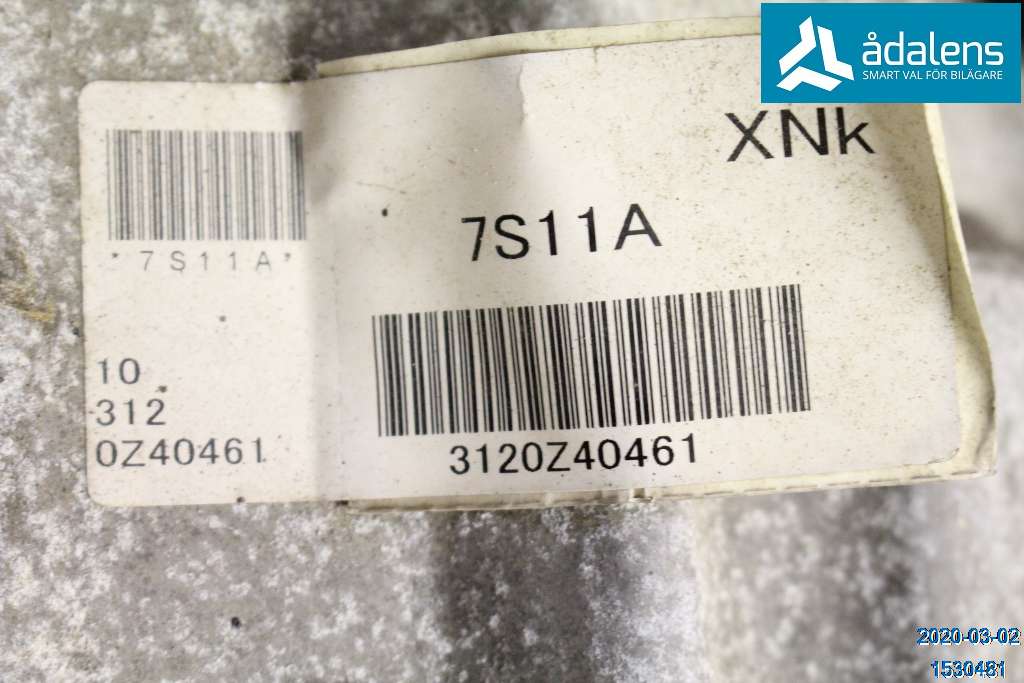 ådalens
SMART VAL FÖR BILÄGARE
XNk
7S11A
*7S11A*
10
312
0Z40461
3120Z40461
2020-03-02
1530481